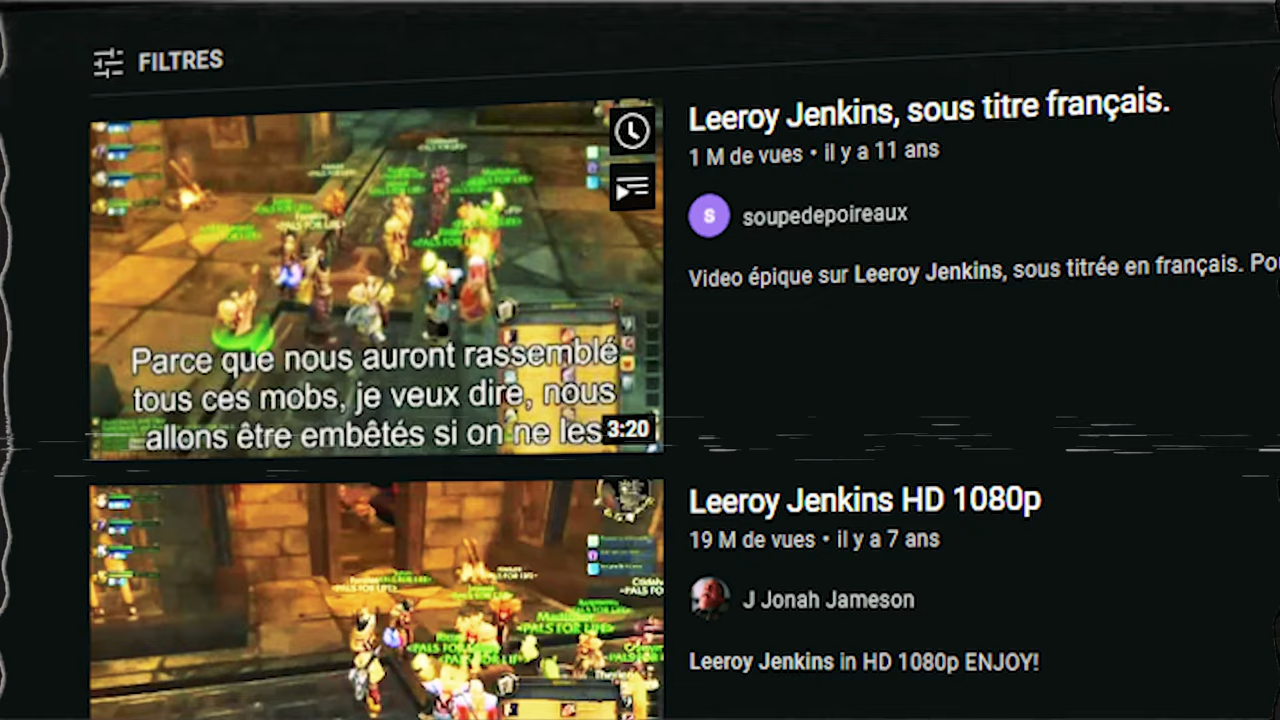 FILTRES
Leeroy Jenkins, sous titre français.
1 M de vues • il y a 11 ans
S
soupedepoireaux
Video épique sur Leeroy Jenkins, sous titrée en français.
Parce que nous auront rassemblé
tous ces mobs, je veux dire, nous
allons être embêtés si on ne les
3:20
Leeroy Jenkins HD 1080p
19 M de vues • il y a 7 ans
J Jonah Jameson
Leeroy Jenkins in HD 1080p ENJOY!
<PALS FOR LIFE>